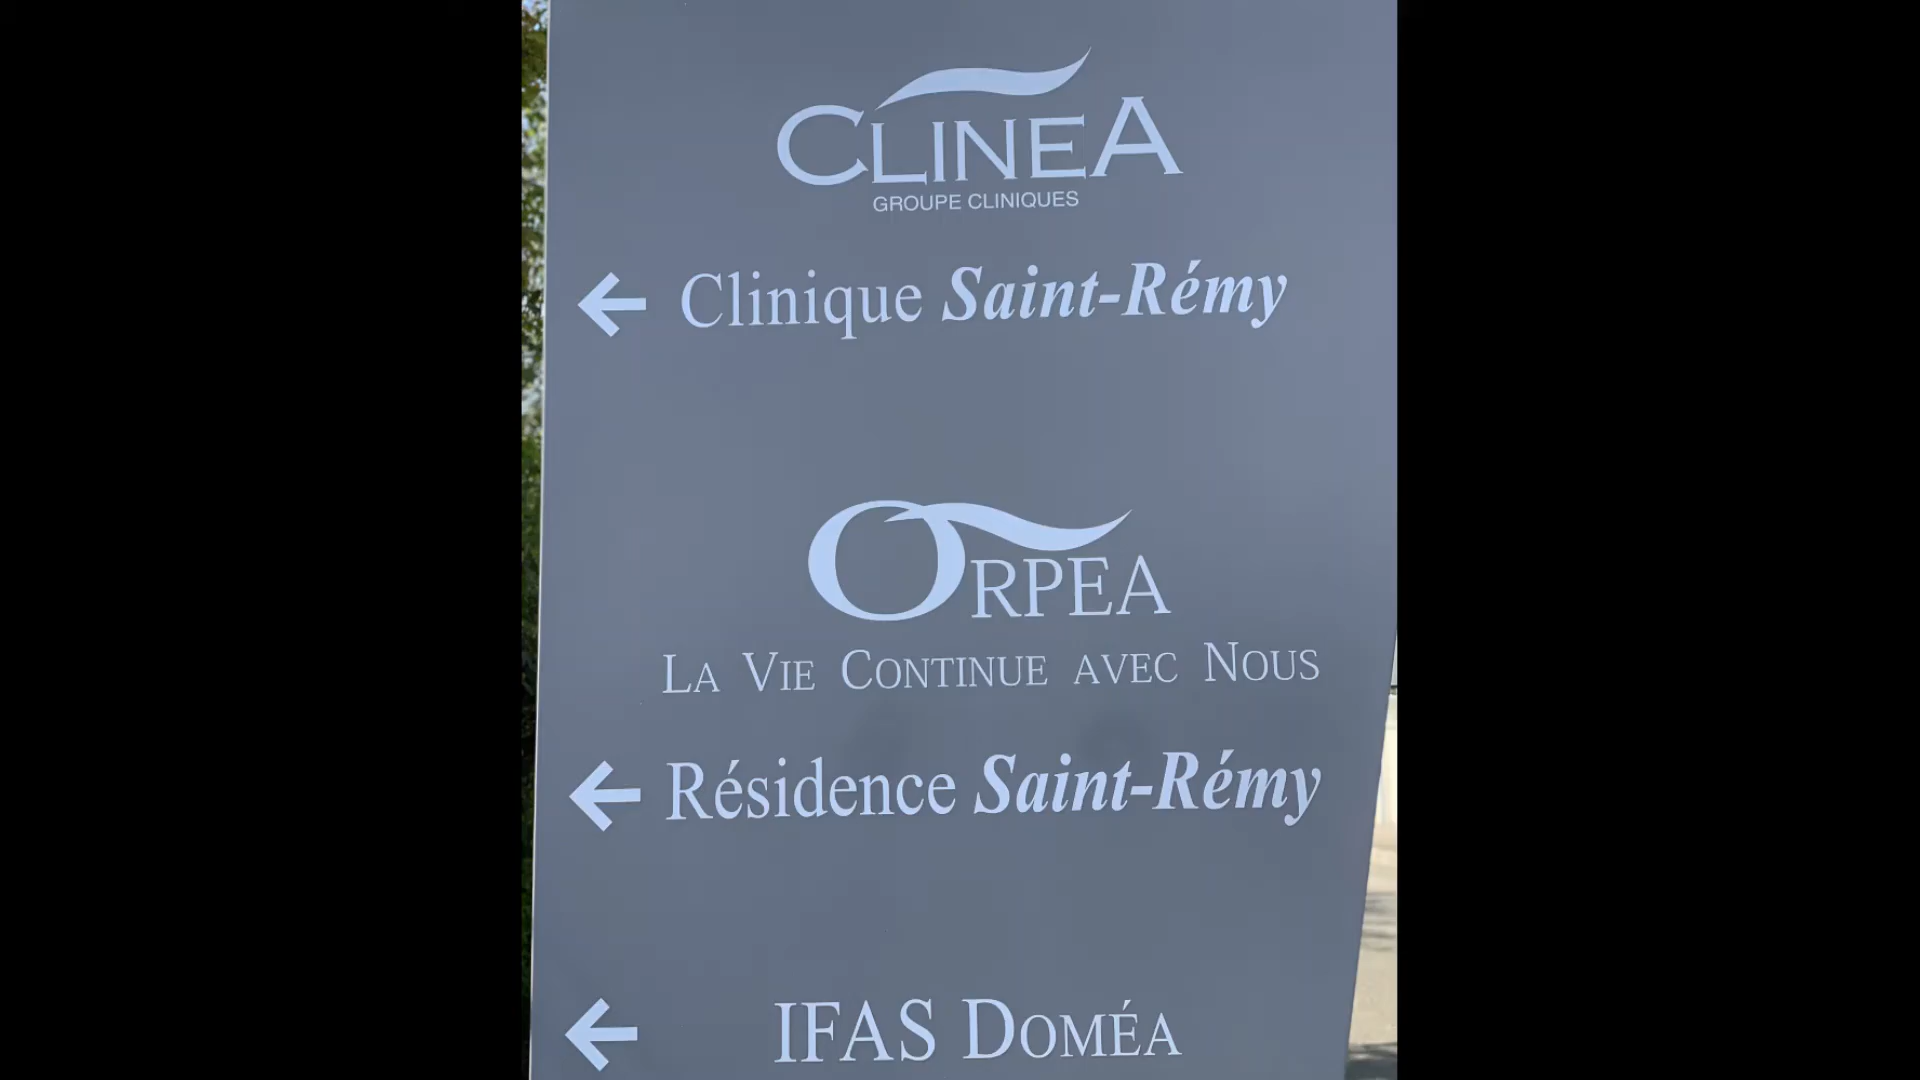 CLINEA
GROUPE CLINIQUES
Clinique Saint-Rémy
ORPEA
LA VIE CONTINUE AVEC NOUS
Résidence Saint-Rémy
IFAS DOMÉA